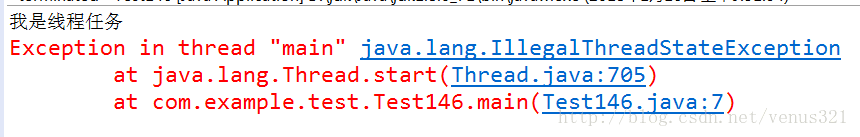 我是线程任务
Exception in thread "main" java.lang.IllegalThreadStateException
at java.lang.Thread.start(Thread.java:705)
at com.example.test.Test146.main(Test146.java:7)
http://blog.csdn.net/venus321